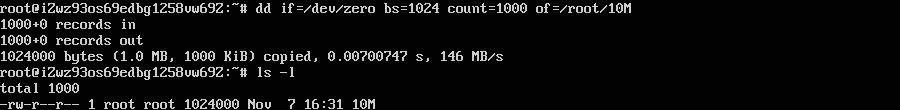 root@iZwz93os69edbg1258vw69Z:~# dd if=/dev/zero bs=1024 count=1000 of=/root/10M
1000+0 records in
1000+0 records out
1024000 bytes (1.0 MB, 1000 KiB) copied, 0.00700747 s, 146 MB/s
root@iZwz93os69edbg1258vw69Z:~# ls -l
total 1000
-rw-r--r-- 1 root root 1024000 Nov  7 16:31 10M